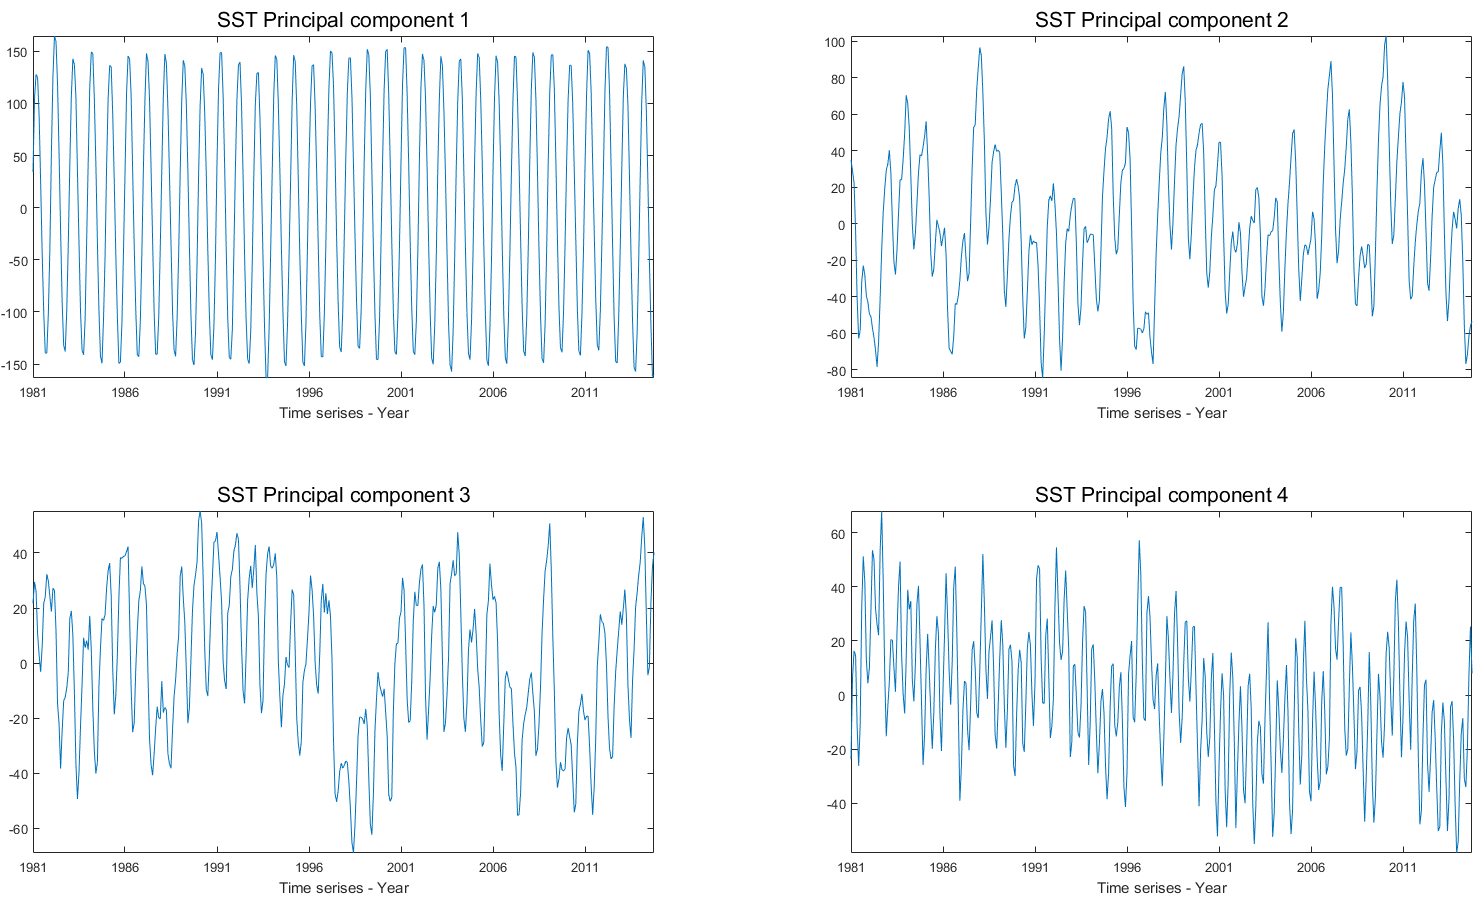 SST Principal component 1
150
100
50
0
-50
-100
-150
1981 1986 1991 1996 2001 2006 2011
Time serises - Year
SST Principal component 2
100
80
60
40
20
0
-20
-40
-60
-80
1981 1986 1991 1996 2001 2006 2011
Time serises - Year
SST Principal component 3
40
20
0
-20
-40
-60
1981 1986 1991 1996 2001 2006 2011
Time serises - Year
SST Principal component 4
60
40
20
0
-20
-40
1981 1986 1991 1996 2001 2006 2011
Time serises - Year